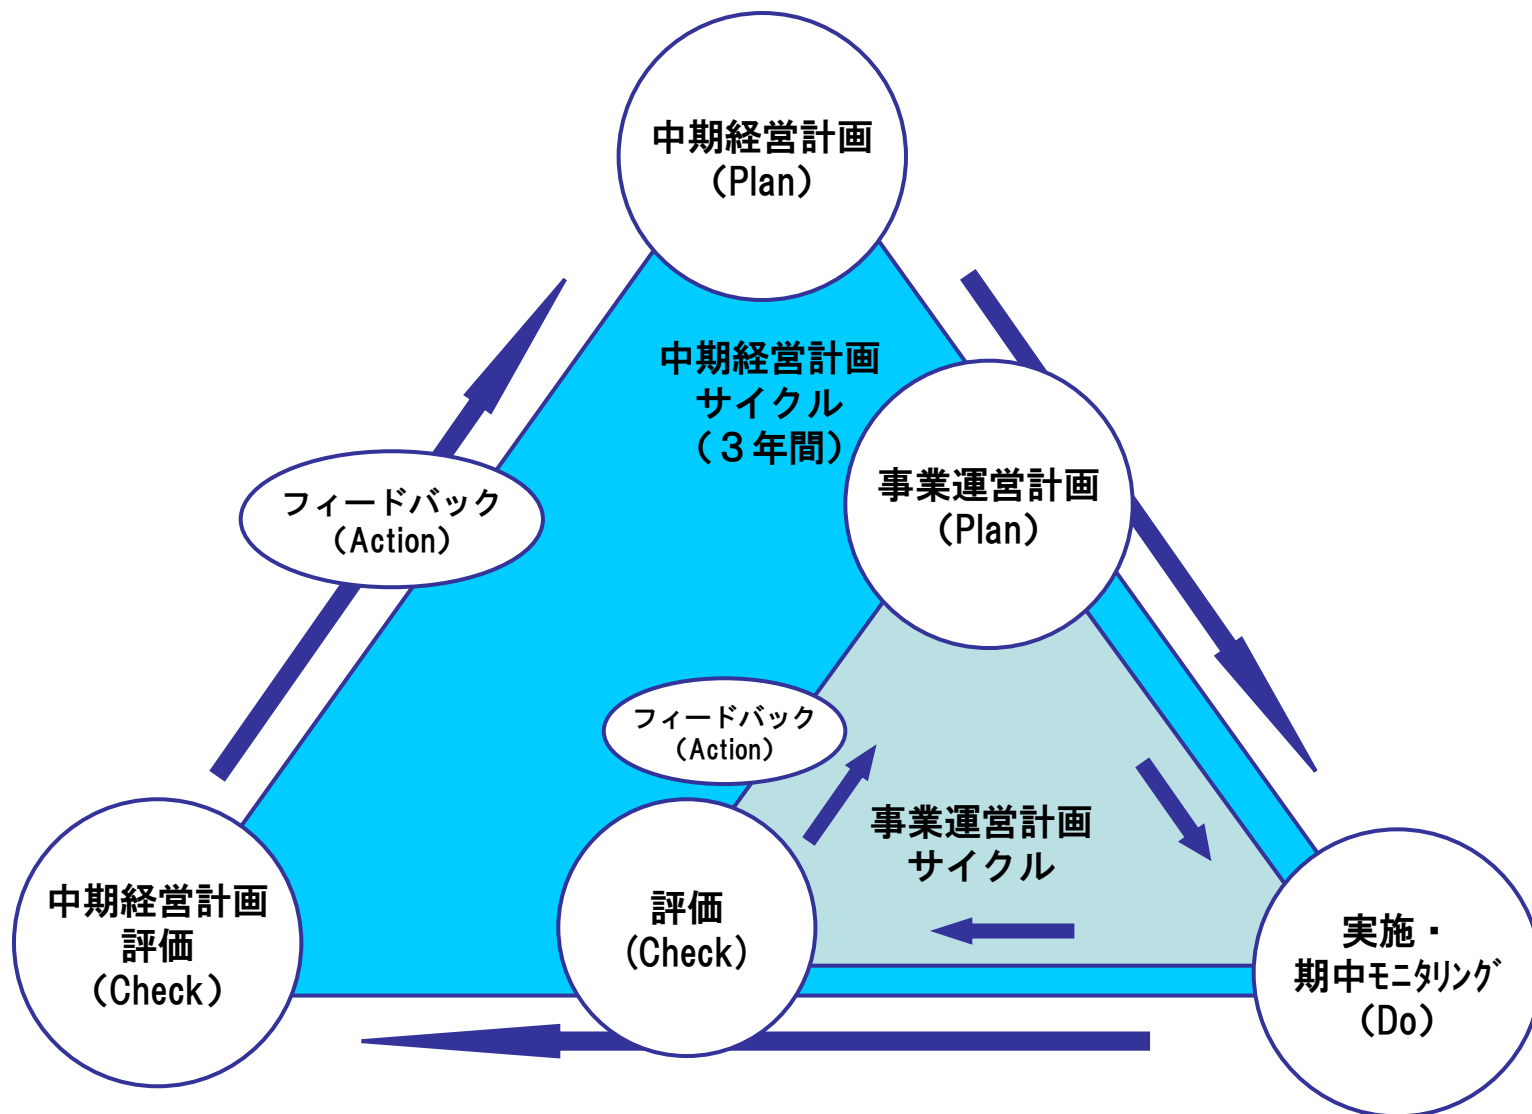 中期経営計画
（Plan）
中期経営計画
サイクル
（３年間）
事業運営計画
（Plan）
フィードバック
（Action）
フィードバック
（Action）
事業運営計画
サイクル
中期経営計画
評価
（Check）
評価
(Check)
実施・
期中ﾓﾆﾀﾘﾝｸﾞ
（Do）